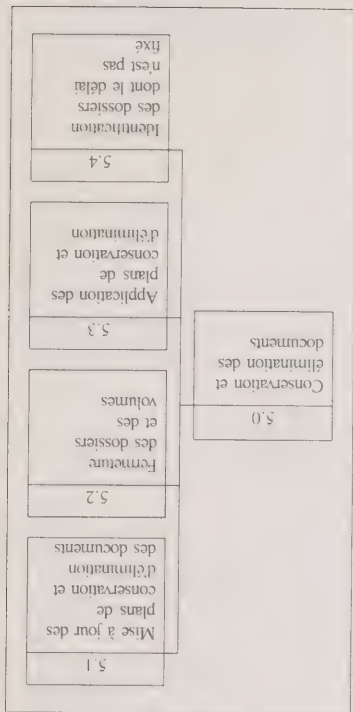 5.0
Conservation et
élimination des
documents
5.1
Mise à jour des
plans de
conservation et
d'élimination
des documents
5.2
Fermeture
des dossiers
et des
volumes
5.3
Application des
plans de
conservation et
d'élimination
5.4
Identification
des dossiers
dont le délai
n'est pas
fixé